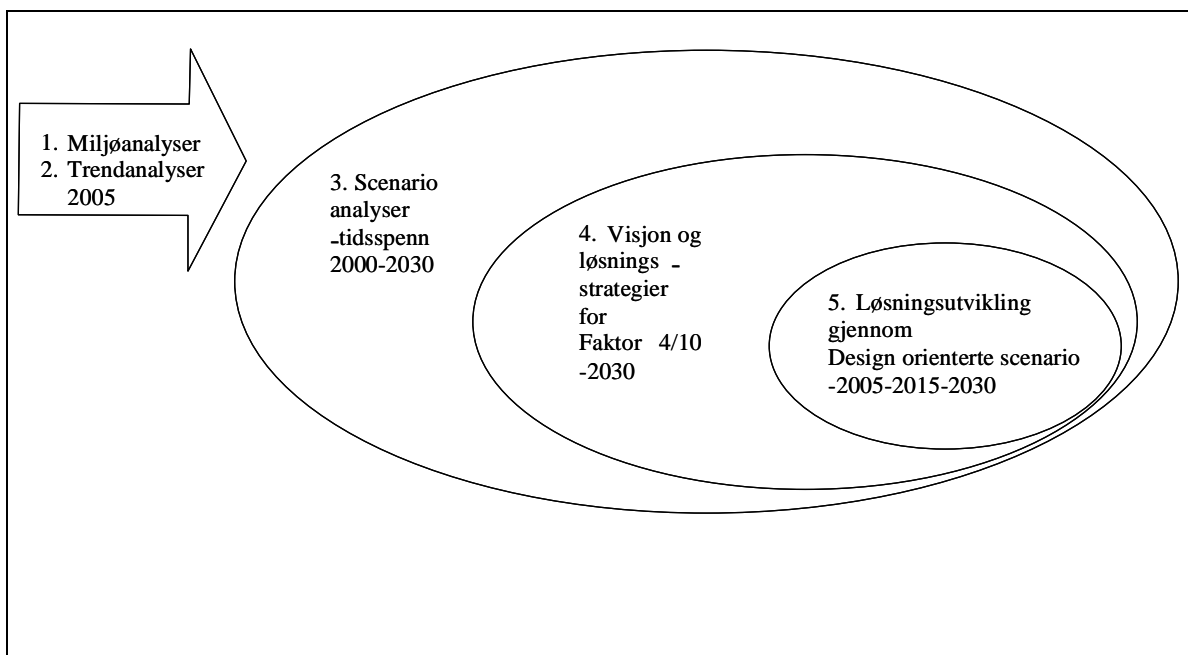 1. Miljøanalyser
2. Trendanalyser
2005
3. Scenario
analyser
-tidsspenn
2000-2030
4. Visjon og
løsnings -
strategier
for
Faktor 4/10
-2030
5. Løsningsutvikling
gjennom
Design orienterte scenario
-2005-2015-2030